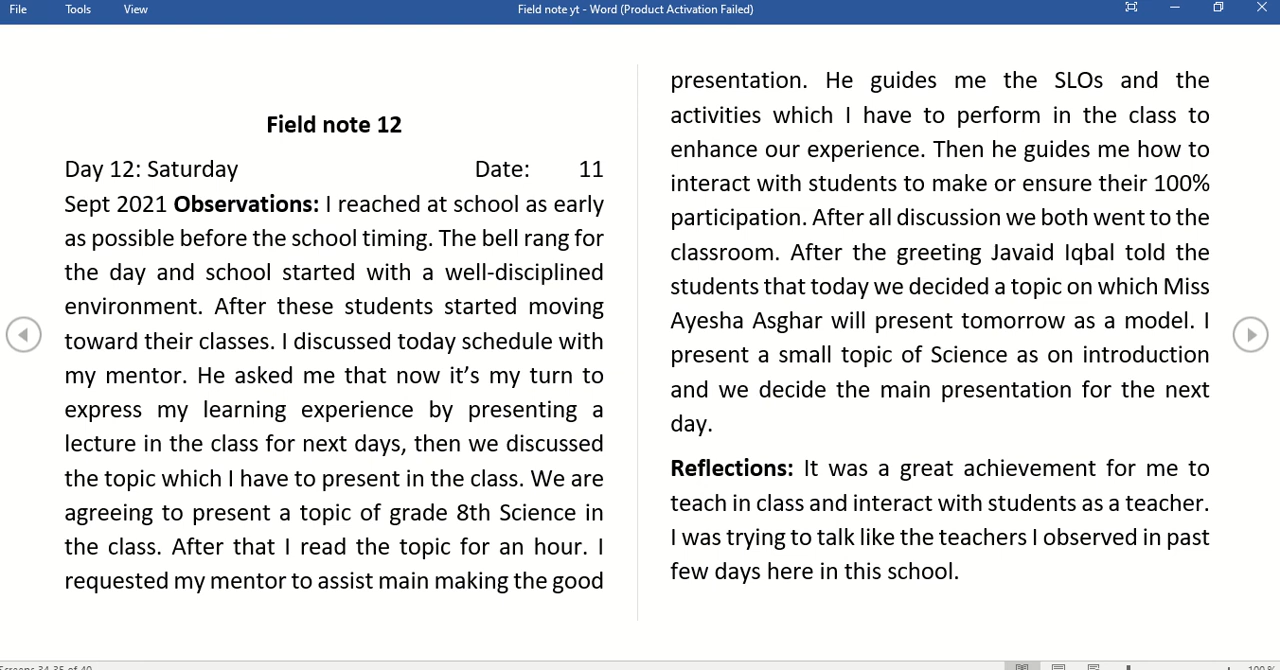 File Tools View Field note yt - Word (Product Activation Failed)
Field note 12
Day 12: Saturday Date: 11
Sept 2021 Observations: I reached at school as early
as possible before the school timing. The bell rang for
the day and school started with a well-disciplined
environment. After these students started moving
toward their classes. I discussed today schedule with
my mentor. He asked me that now it’s my turn to
express my learning experience by presenting a
lecture in the class for next days, then we discussed
the topic which I have to present in the class. We are
agreeing to present a topic of grade 8th Science in
the class. After that I read the topic for an hour. I
requested my mentor to assist main making the good
presentation. He guides me the SLOs and the
activities which I have to perform in the class to
enhance our experience. Then he guides me how to
interact with students to make or ensure their 100%
participation. After all discussion we both went to the
classroom. After the greeting Javaid Iqbal told the
students that today we decided a topic on which Miss
Ayesha Asghar will present tomorrow as a model. I
present a small topic of Science as on introduction
and we decide the main presentation for the next
day.
Reflections: It was a great achievement for me to
teach in class and interact with students as a teacher.
I was trying to talk like the teachers I observed in past
few days here in this school.
Screens 34-35 of 40 100 %